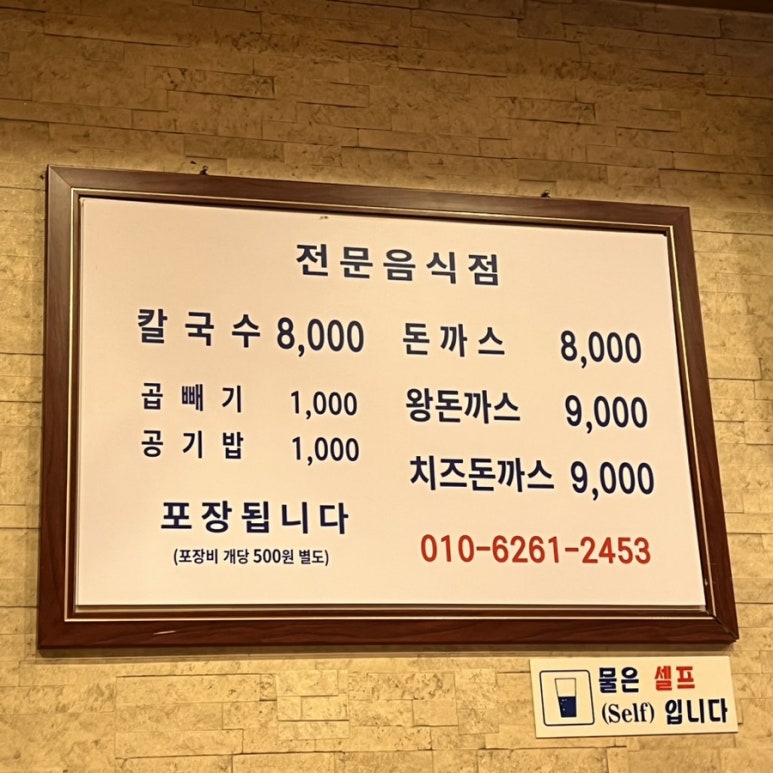 전문음식점
칼국수 8,000
곱빼기 1,000
공기밥 1,000
포장됩니다
(포장비 개당 500원 별도)
돈까스 8,000
왕돈까스 9,000
치즈돈까스 9,000
010-6261-2453
물은 셀프
(Self) 입니다